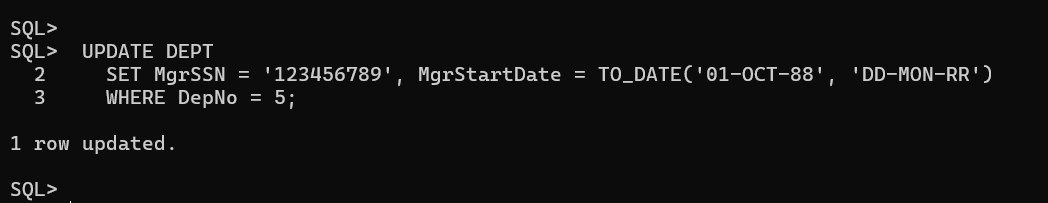 SQL>
SQL>  UPDATE DEPT
  2     SET MgrSSN = '123456789', MgrStartDate = TO_DATE('01-OCT-88', 'DD-MON-RR')
  3     WHERE DepNo = 5;
1 row updated.
SQL>